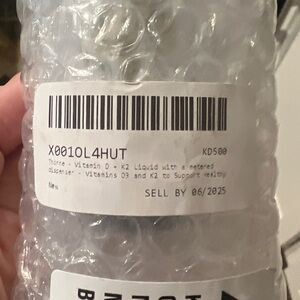 X001OL4HUT KD500
Thorne - Vitamin D + K2 Liquid with a metered
dispenser - Vitamins D3 and K2 to Support Healthy
New
SELL BY 06/2025